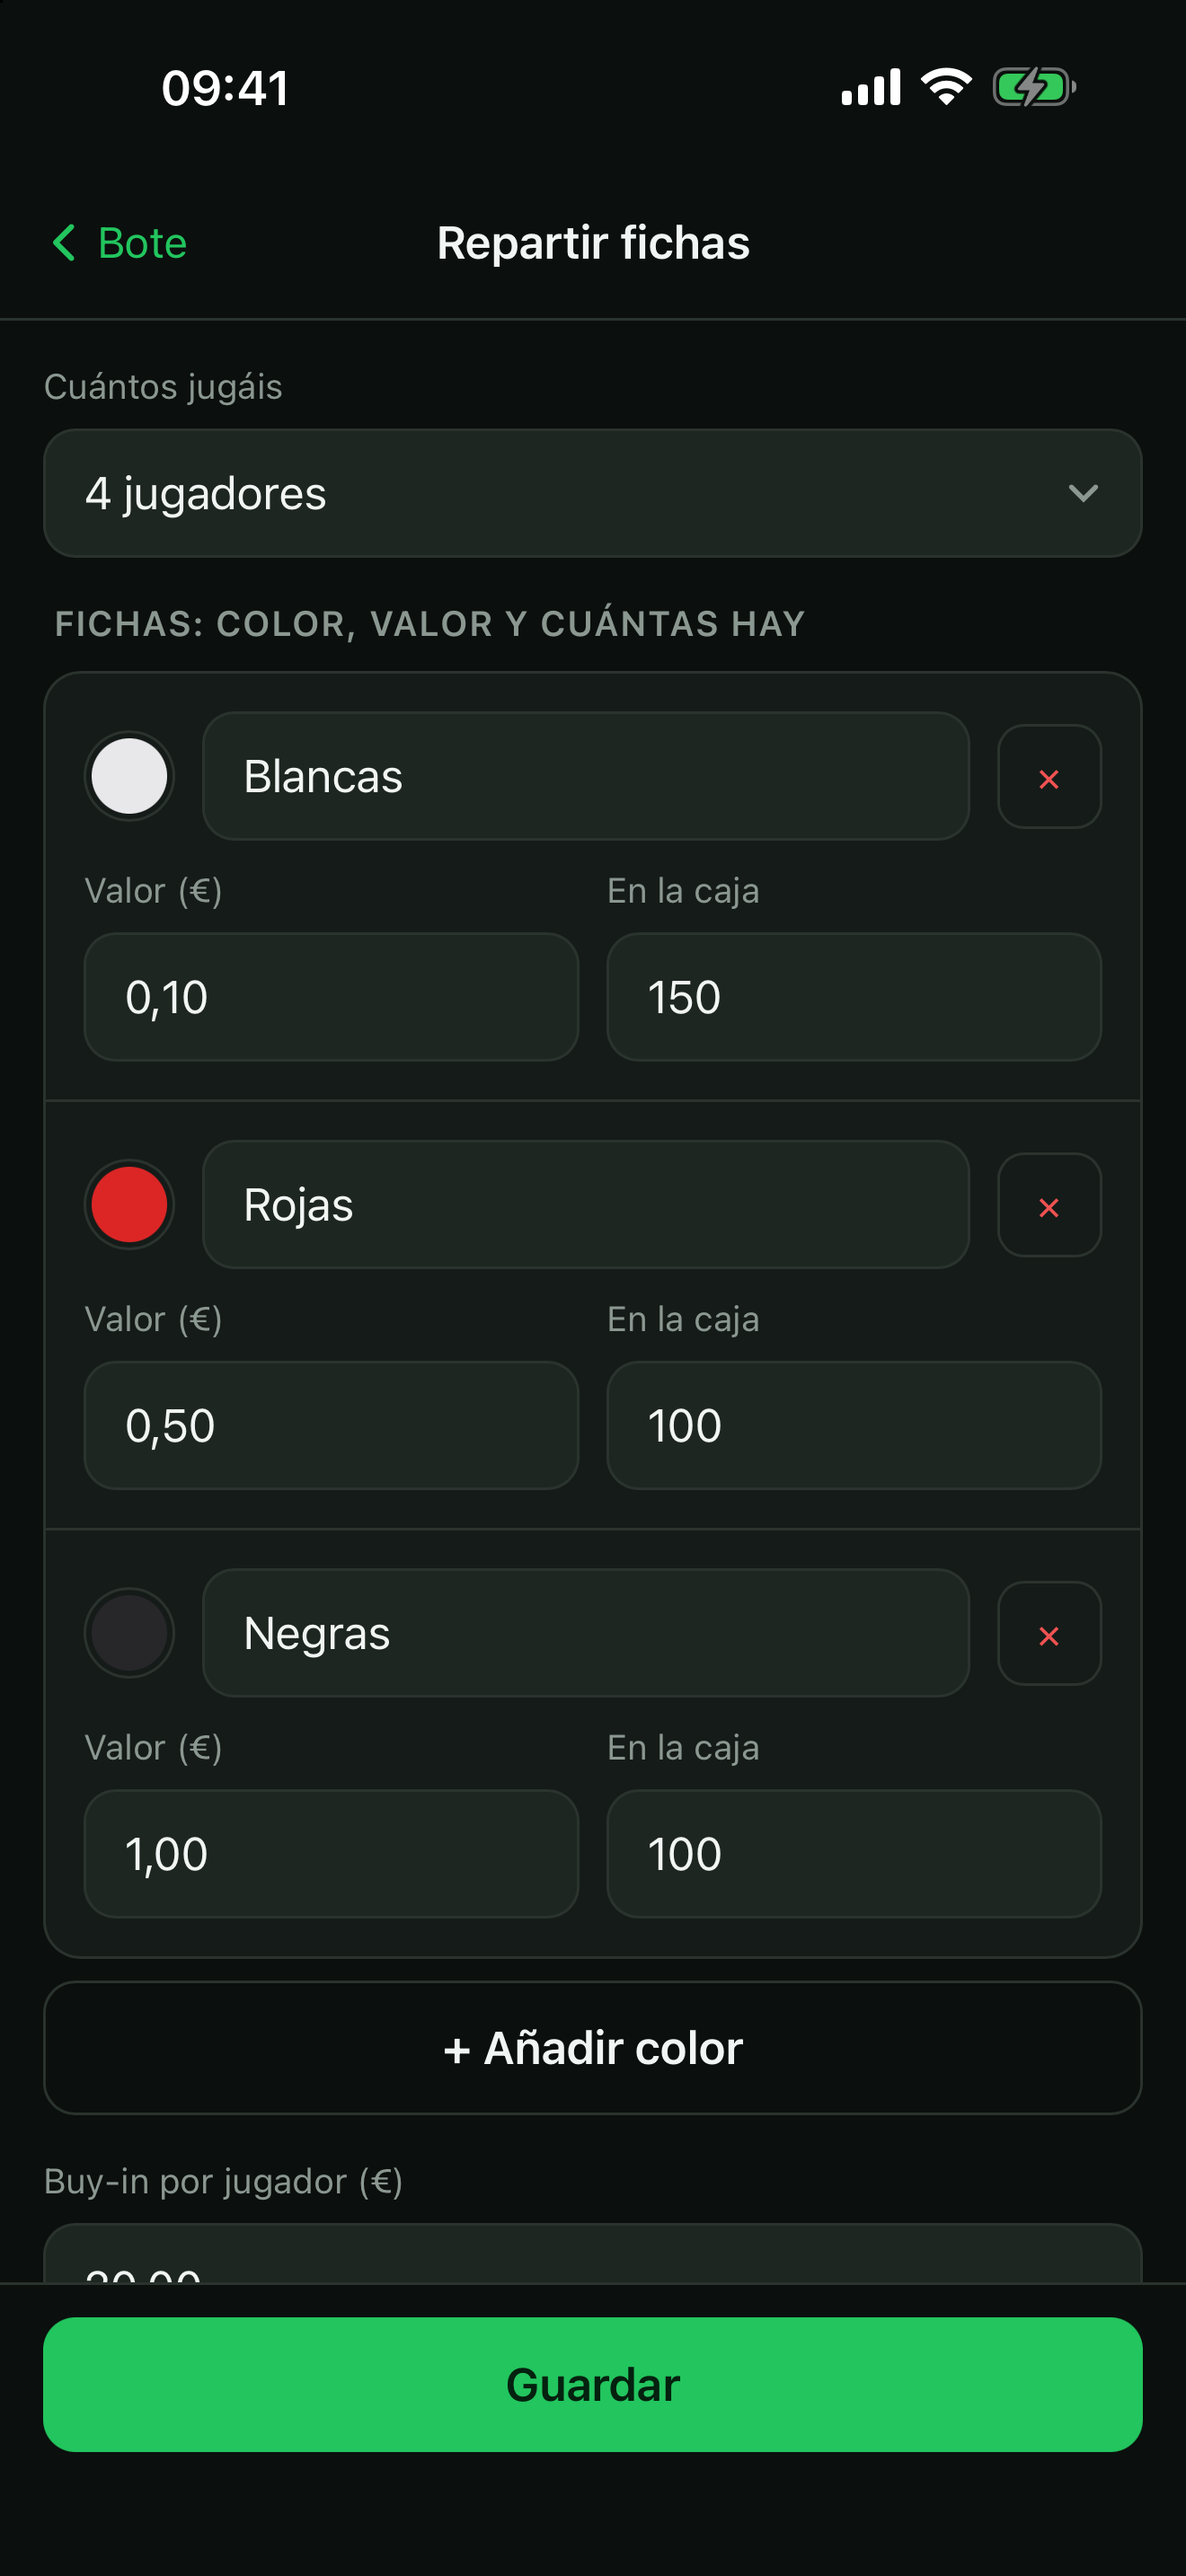 09:41
Bote
Repartir fichas
Cuántos jugáis
4 jugadores
FICHAS: COLOR, VALOR Y CUÁNTAS HAY
Blancas
×
Valor (€)
En la caja
0,10
150
Rojas
×
Valor (€)
En la caja
0,50
100
Negras
×
Valor (€)
En la caja
1,00
100
+ Añadir color
Buy-in por jugador (€)
Guardar